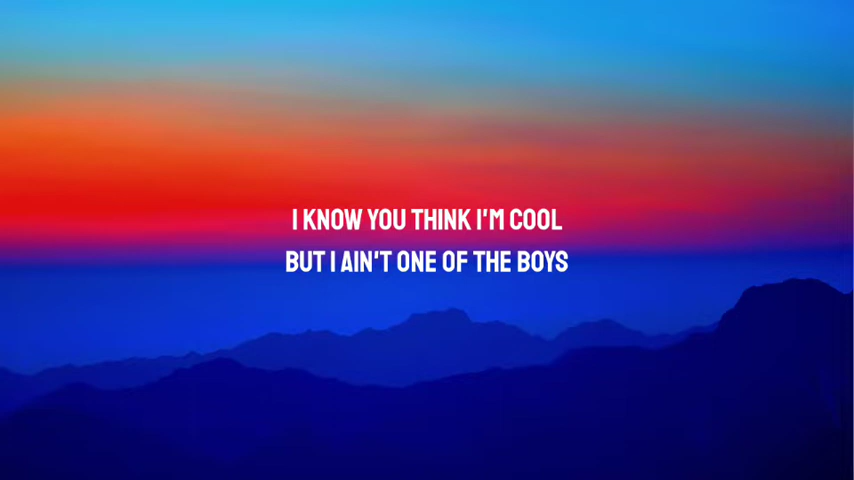 I KNOW YOU THINK I'M COOL
BUT I AIN'T ONE OF THE BOYS